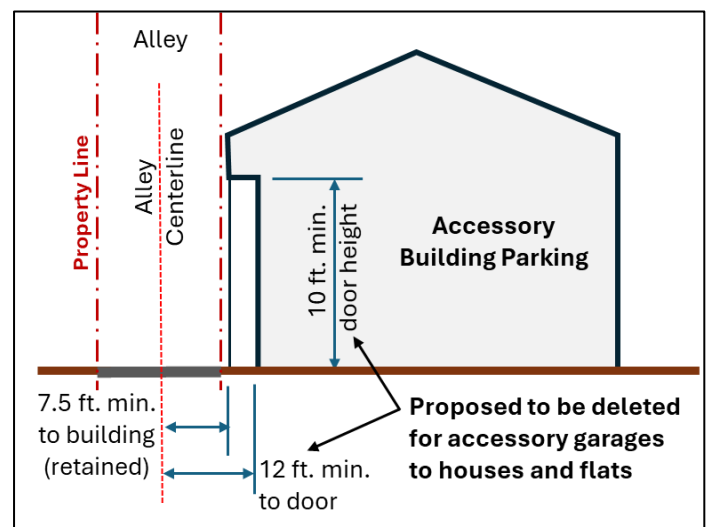 Alley
Property Line
Alley
Centerline
10 ft. min.
door height
Accessory
Building Parking
7.5 ft. min.
to building
(retained)
12 ft. min.
to door
Proposed to be deleted
for accessory garages
to houses and flats